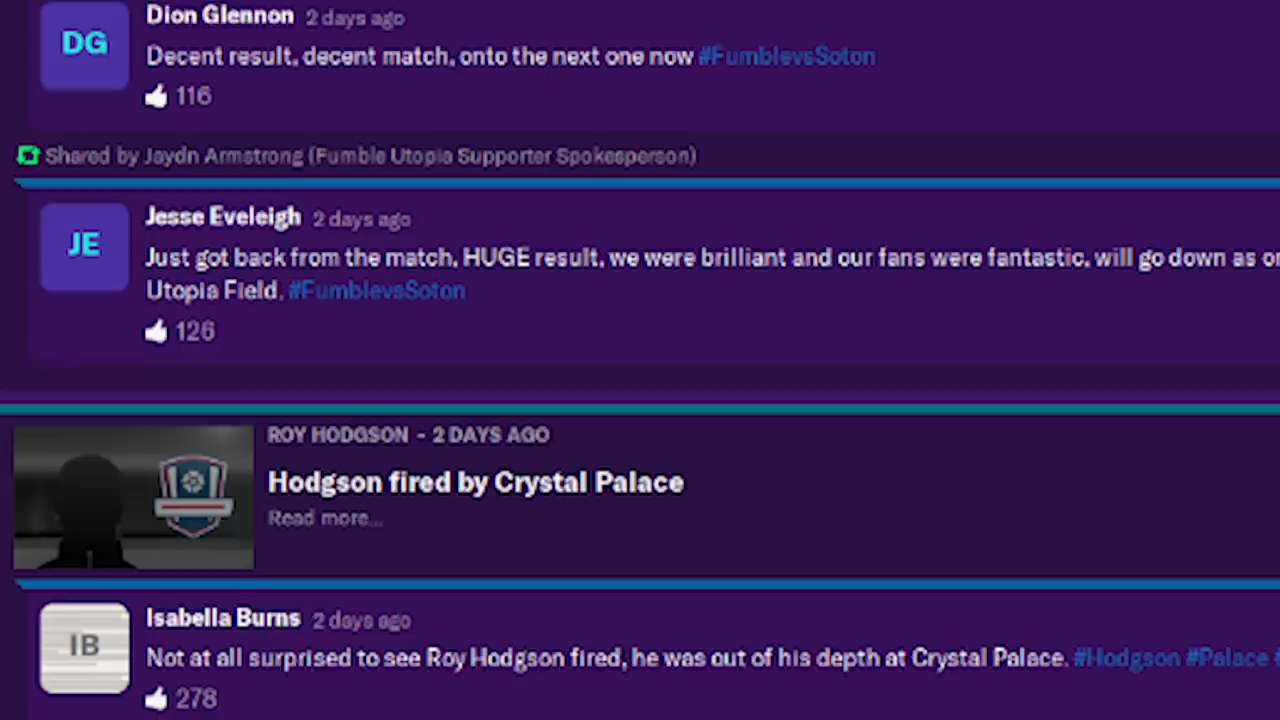 DG
Dion Glennon 2 days ago
Decent result, decent match, onto the next one now #FumblevsSoton
116
Shared by Jaydn Armstrong (Fumble Utopia Supporter Spokesperson)
JE
Jesse Eveleigh 2 days ago
Just got back from the match, HUGE result, we were brilliant and our fans were fantastic, will go down as
Utopia Field. #FumblevsSoton
126
ROY HODGSON - 2 DAYS AGO
Hodgson fired by Crystal Palace
Read more...
IB
Isabella Burns 2 days ago
Not at all surprised to see Roy Hodgson fired, he was out of his depth at Crystal Palace. #Hodgson #Palace
278